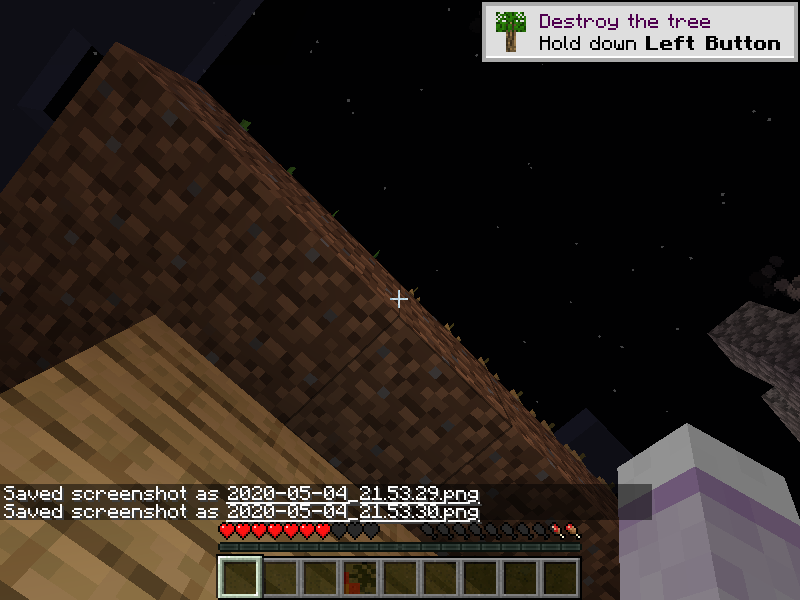 Destroy the tree
Hold down Left Button
Saved screenshot as 2020-05-04_21.53.29.png
Saved screenshot as 2020-05-04_21.53.30.png